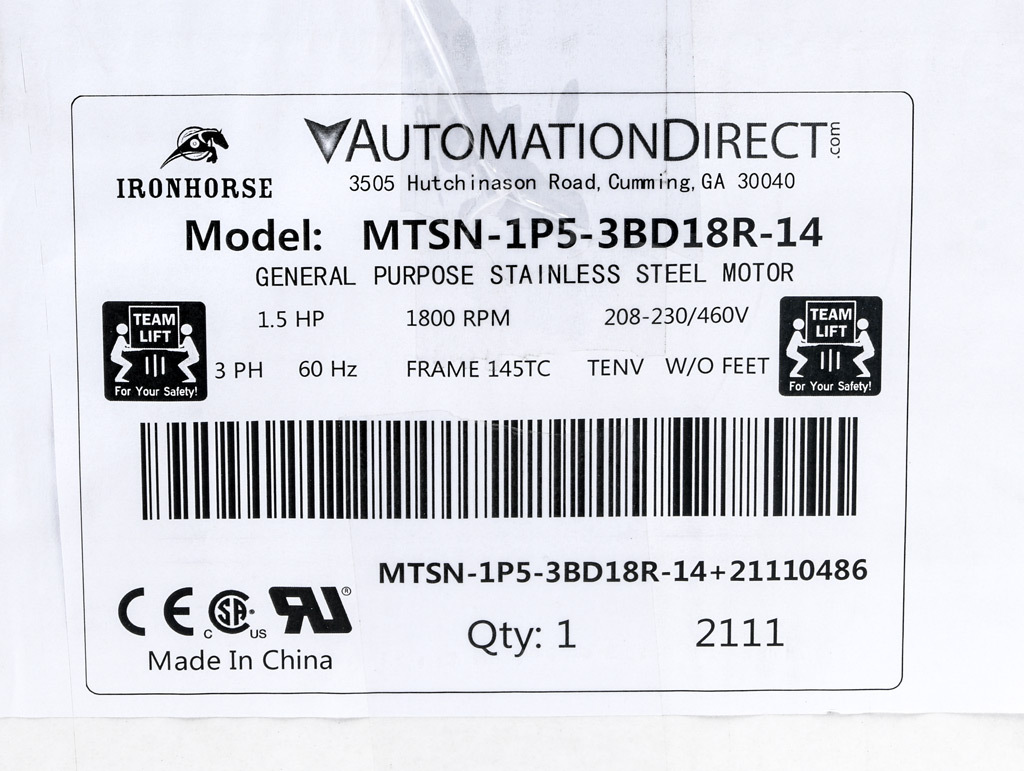 IRONHORSE
AUTOMATIONDIRECT.com
3505 Hutchinason Road, Cumming, GA 30040
Model: MTSN-1P5-3BD18R-14
GENERAL PURPOSE STAINLESS STEEL MOTOR
TEAM
LIFT
For Your Safety!
1.5 HP 1800 RPM 208-230/460V
3 PH 60 Hz FRAME 145TC TENV W/O FEET
TEAM
LIFT
For Your Safety!
MTSN-1P5-3BD18R-14+21110486
CE C SA US RU ®
Qty: 1 2111
Made In China